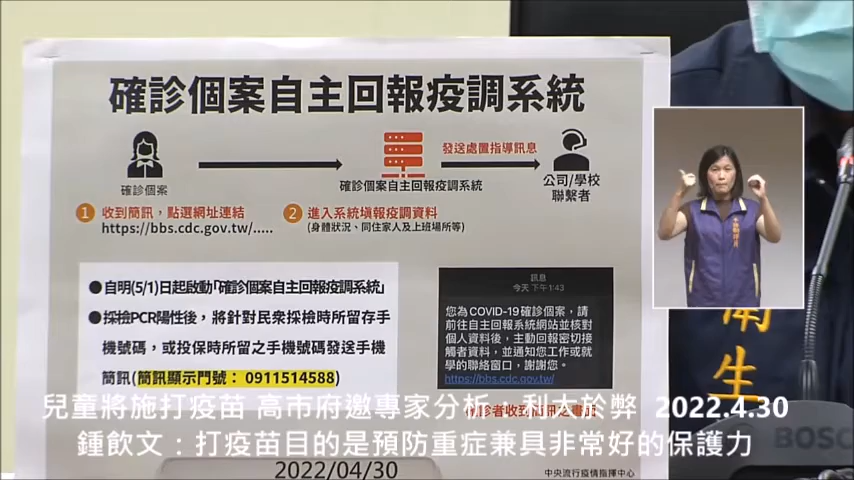 確診個案自主回報疫調系統
發送處置指導訊息
確診個案
確診個案自主回報疫調系統
公司/學校
聯繫者
1 收到簡訊，點選網址連結
https://bbs.cdc.gov.tw/.....
2 進入系統填報疫調資料
(身體狀況、同住家人及上班場所等)
●自明(5/1)日起啟動「確診個案自主回報疫調系統」
●採檢PCR陽性後，將針對民眾採檢時所留存手
機號碼，或投保時所留之手機號碼發送手機
簡訊(簡訊顯示門號：0911514588)
訊息
今天 下午1:43
您為COVID-19確診個案，請
前往自主回報系統網站並核對
個人資料後，主動回報密切接
觸者資料，並通知您工作或就
學的聯絡窗口，謝謝您。
https://bbs.cdc.gov.tw/
衛生
BOSCH
兒童將施打疫苗 高市府邀專家分析：利大於弊 2022.4.30
鍾飲文：打疫苗目的是預防重症兼具非常好的保護力
2022/04/30
中央流行疫情指揮中心